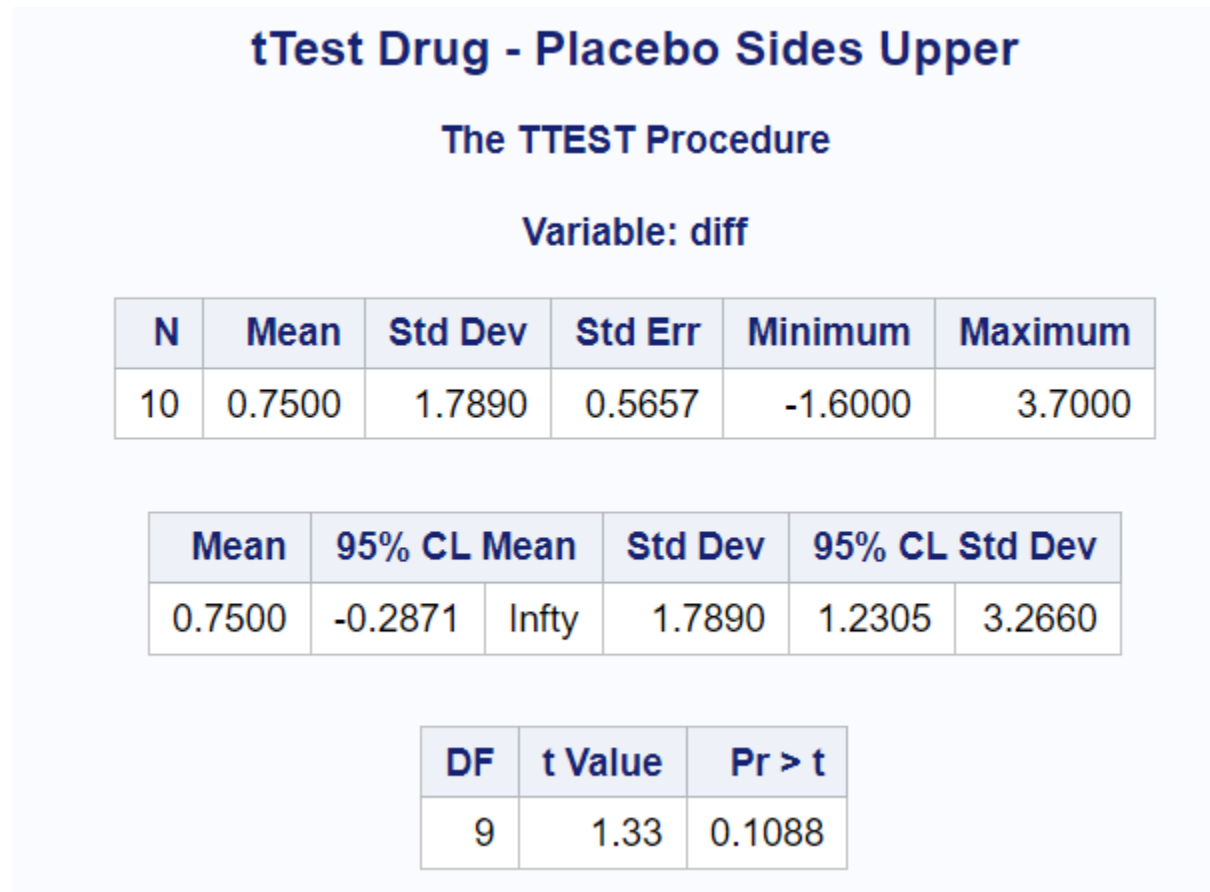 tTest Drug - Placebo Sides Upper
The TTEST Procedure
Variable: diff
N Mean Std Dev Std Err Minimum Maximum
10 0.7500 1.7890 0.5657 -1.6000 3.7000
Mean 95% CL Mean Std Dev 95% CL Std Dev
0.7500 -0.2871 Infty 1.7890 1.2305 3.2660
DF t Value Pr > t
9 1.33 0.1088